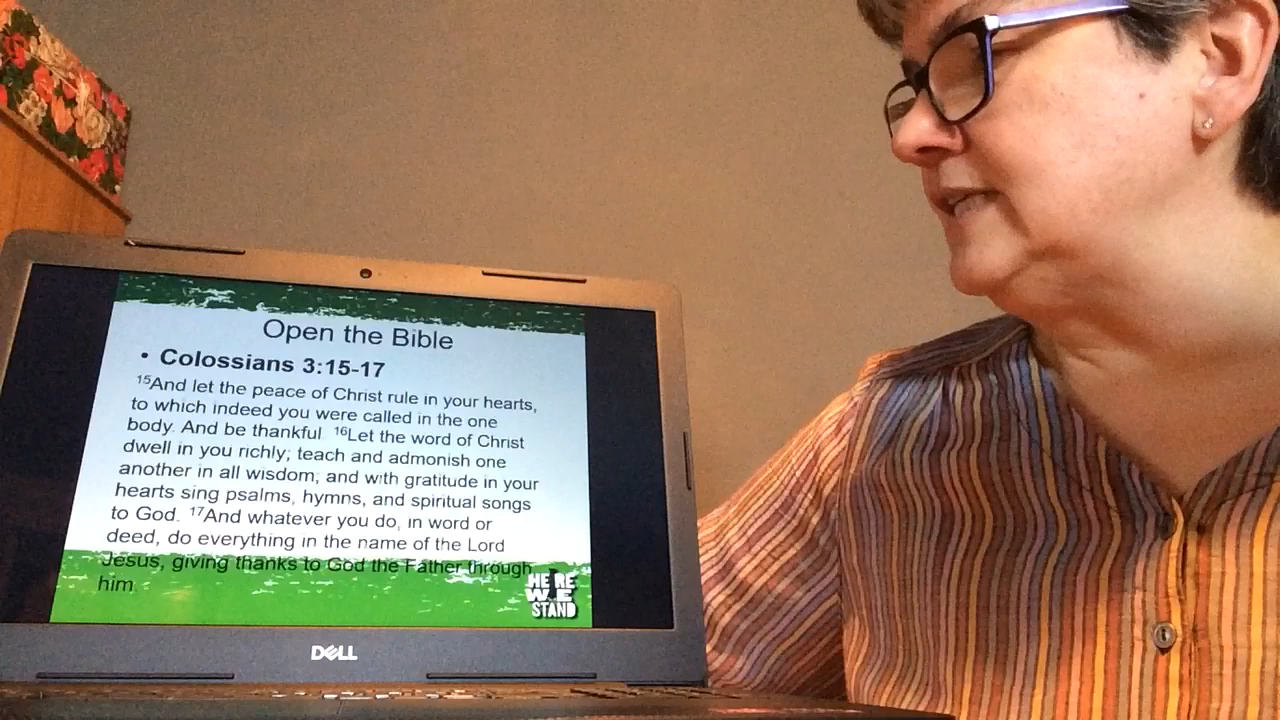 Open the Bible
• Colossians 3:15-17
15And let the peace of Christ rule in your hearts,
to which indeed you were called in the one
body. And be thankful. 16Let the word of Christ
dwell in you richly; teach and admonish one
another in all wisdom; and with gratitude in your
hearts sing psalms, hymns, and spiritual songs
to God. 17And whatever you do, in word or
deed, do everything in the name of the Lord
Jesus, giving thanks to God the Father through
him
HERE
WE
STAND
DELL